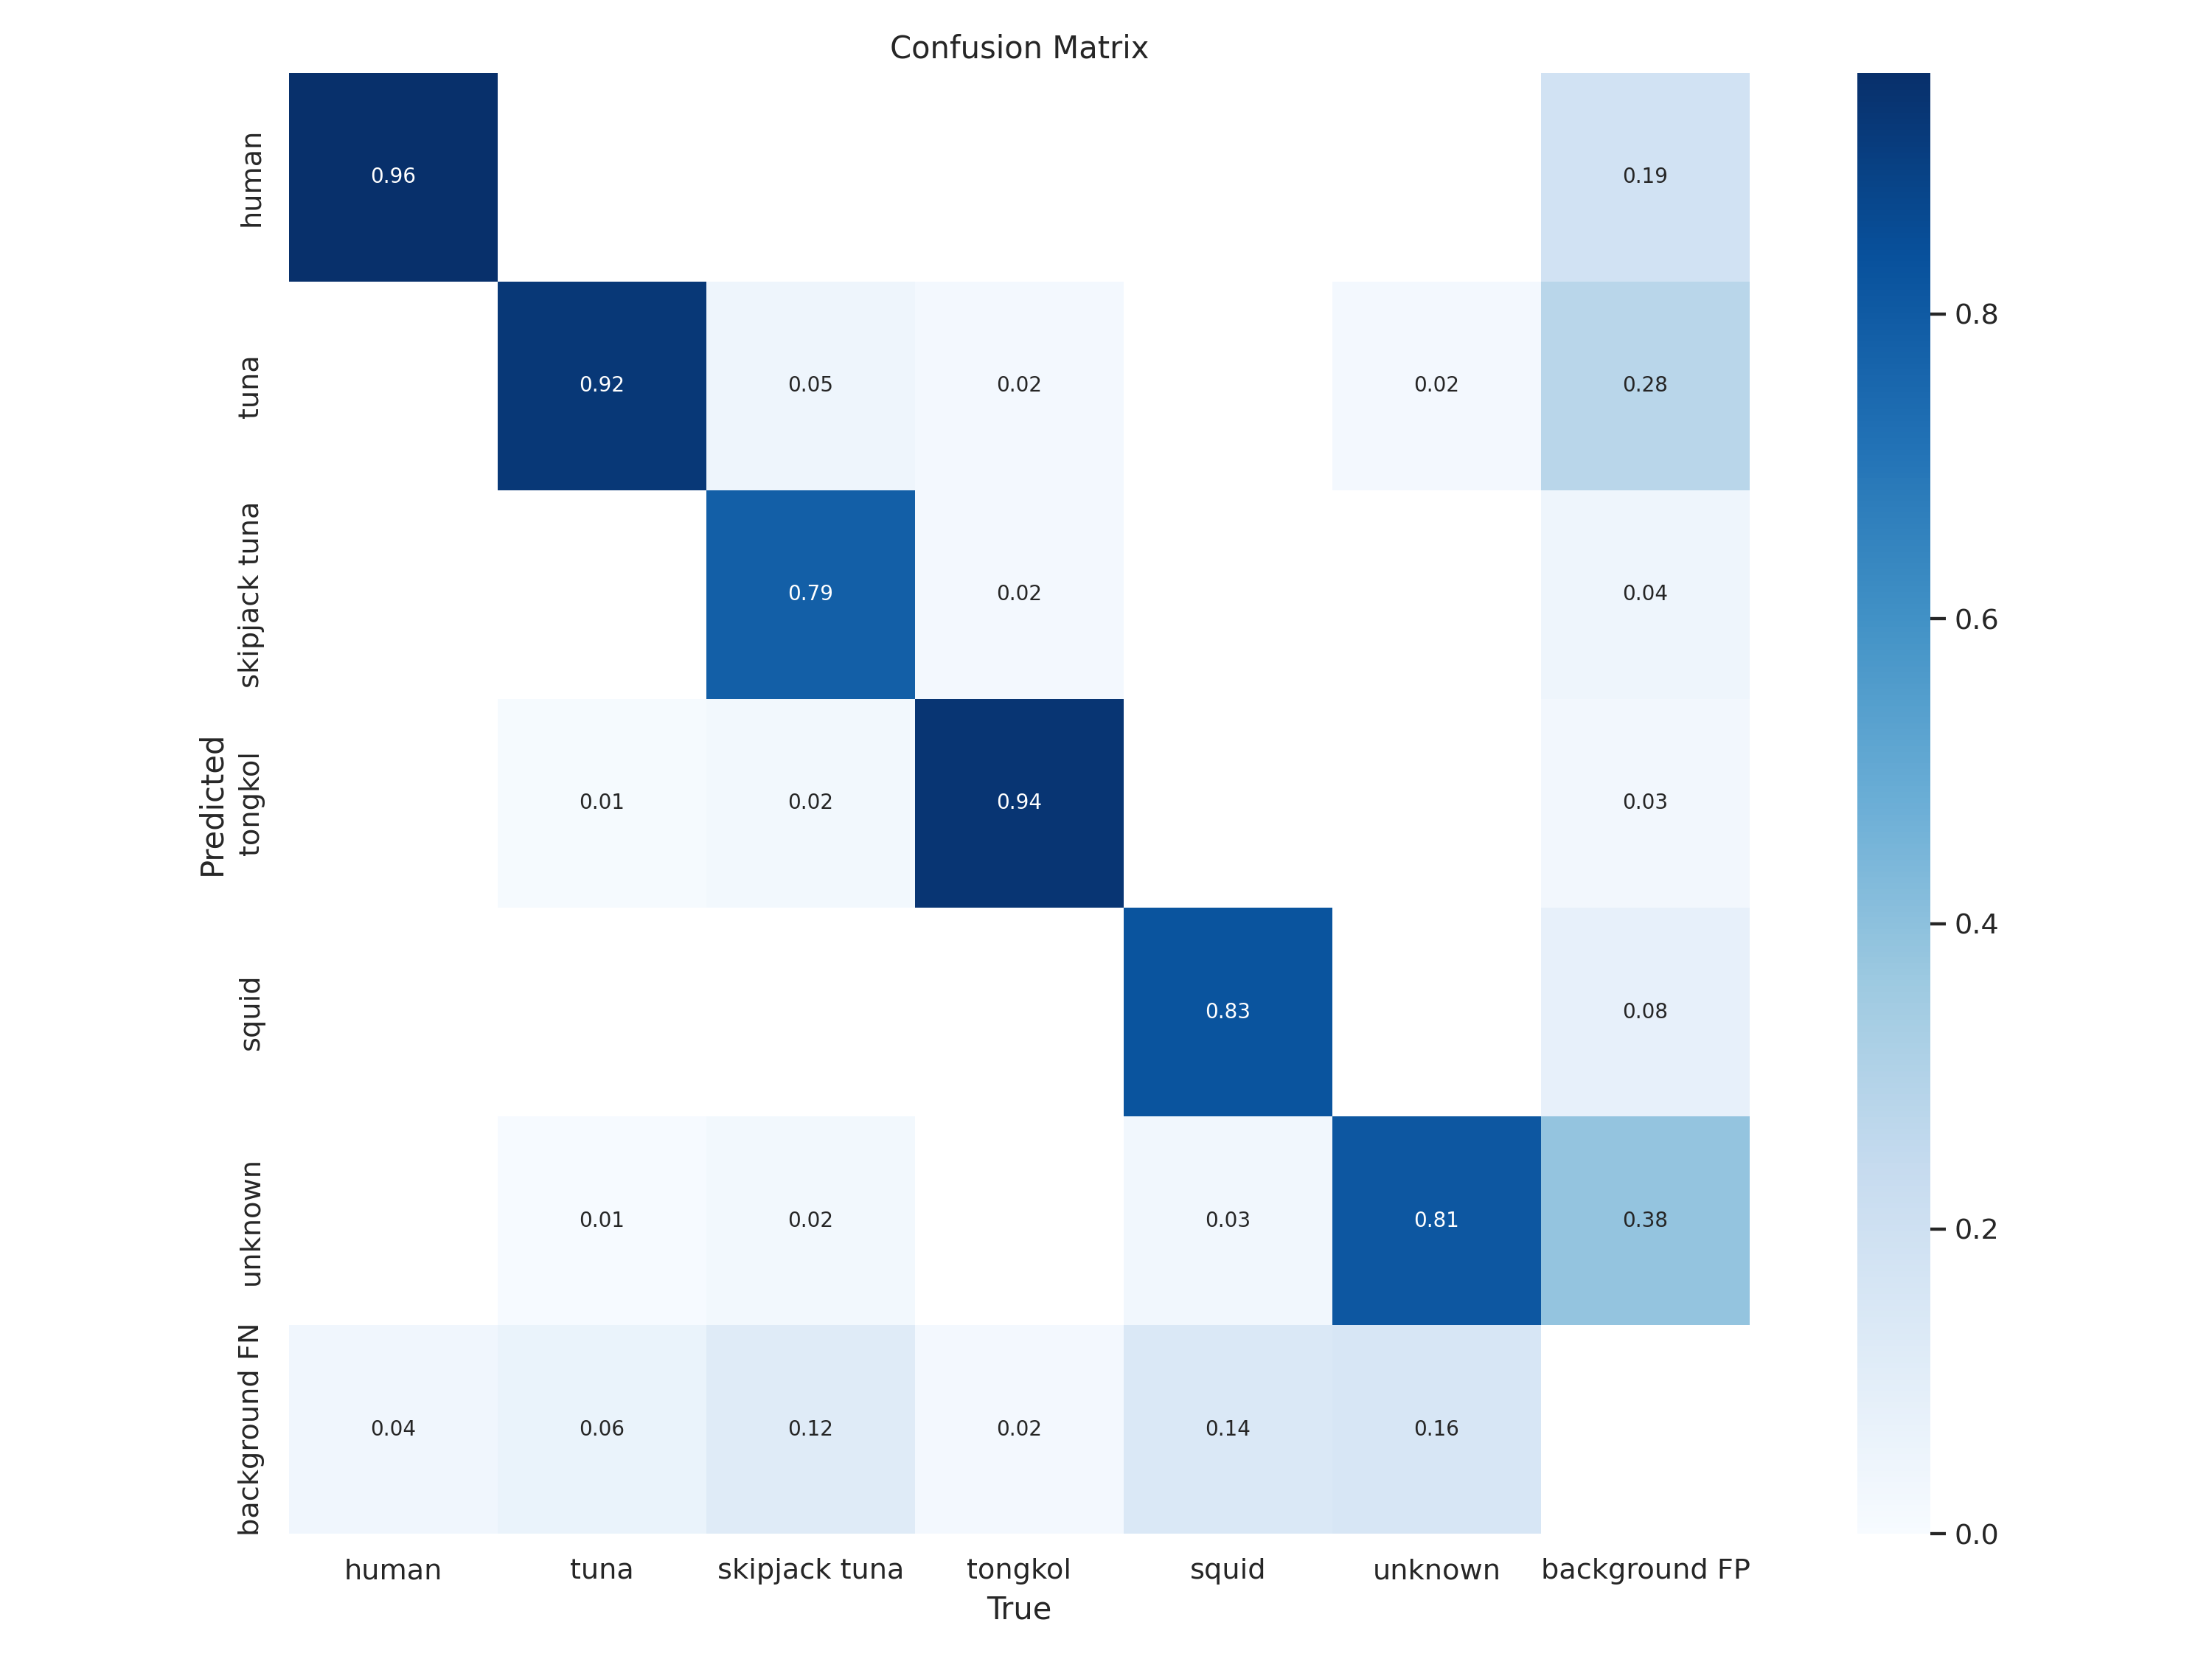 Confusion Matrix
human
0.96
0.19
0.8
tuna
0.92
0.05
0.02
0.02
0.28
skipjack tuna
0.79
0.02
0.04
0.6
Predicted
tongkol
0.01
0.02
0.94
0.03
0.4
squid
0.83
0.08
unknown
0.01
0.02
0.03
0.81
0.38
0.2
background FN
0.04
0.06
0.12
0.02
0.14
0.16
0.0
human
tuna
skipjack tuna
tongkol
squid
unknown
background FP
True